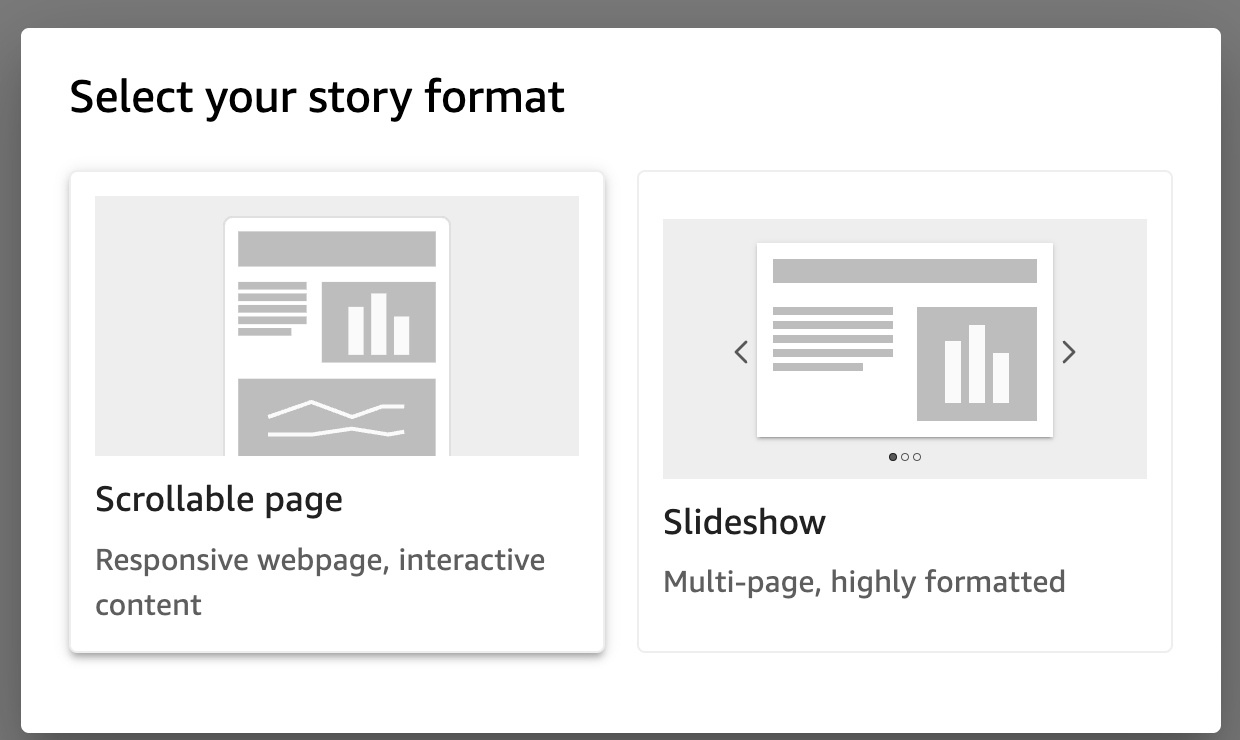 Select your story format
Scrollable page
Responsive webpage, interactive
content
Slideshow
Multi-page, highly formatted